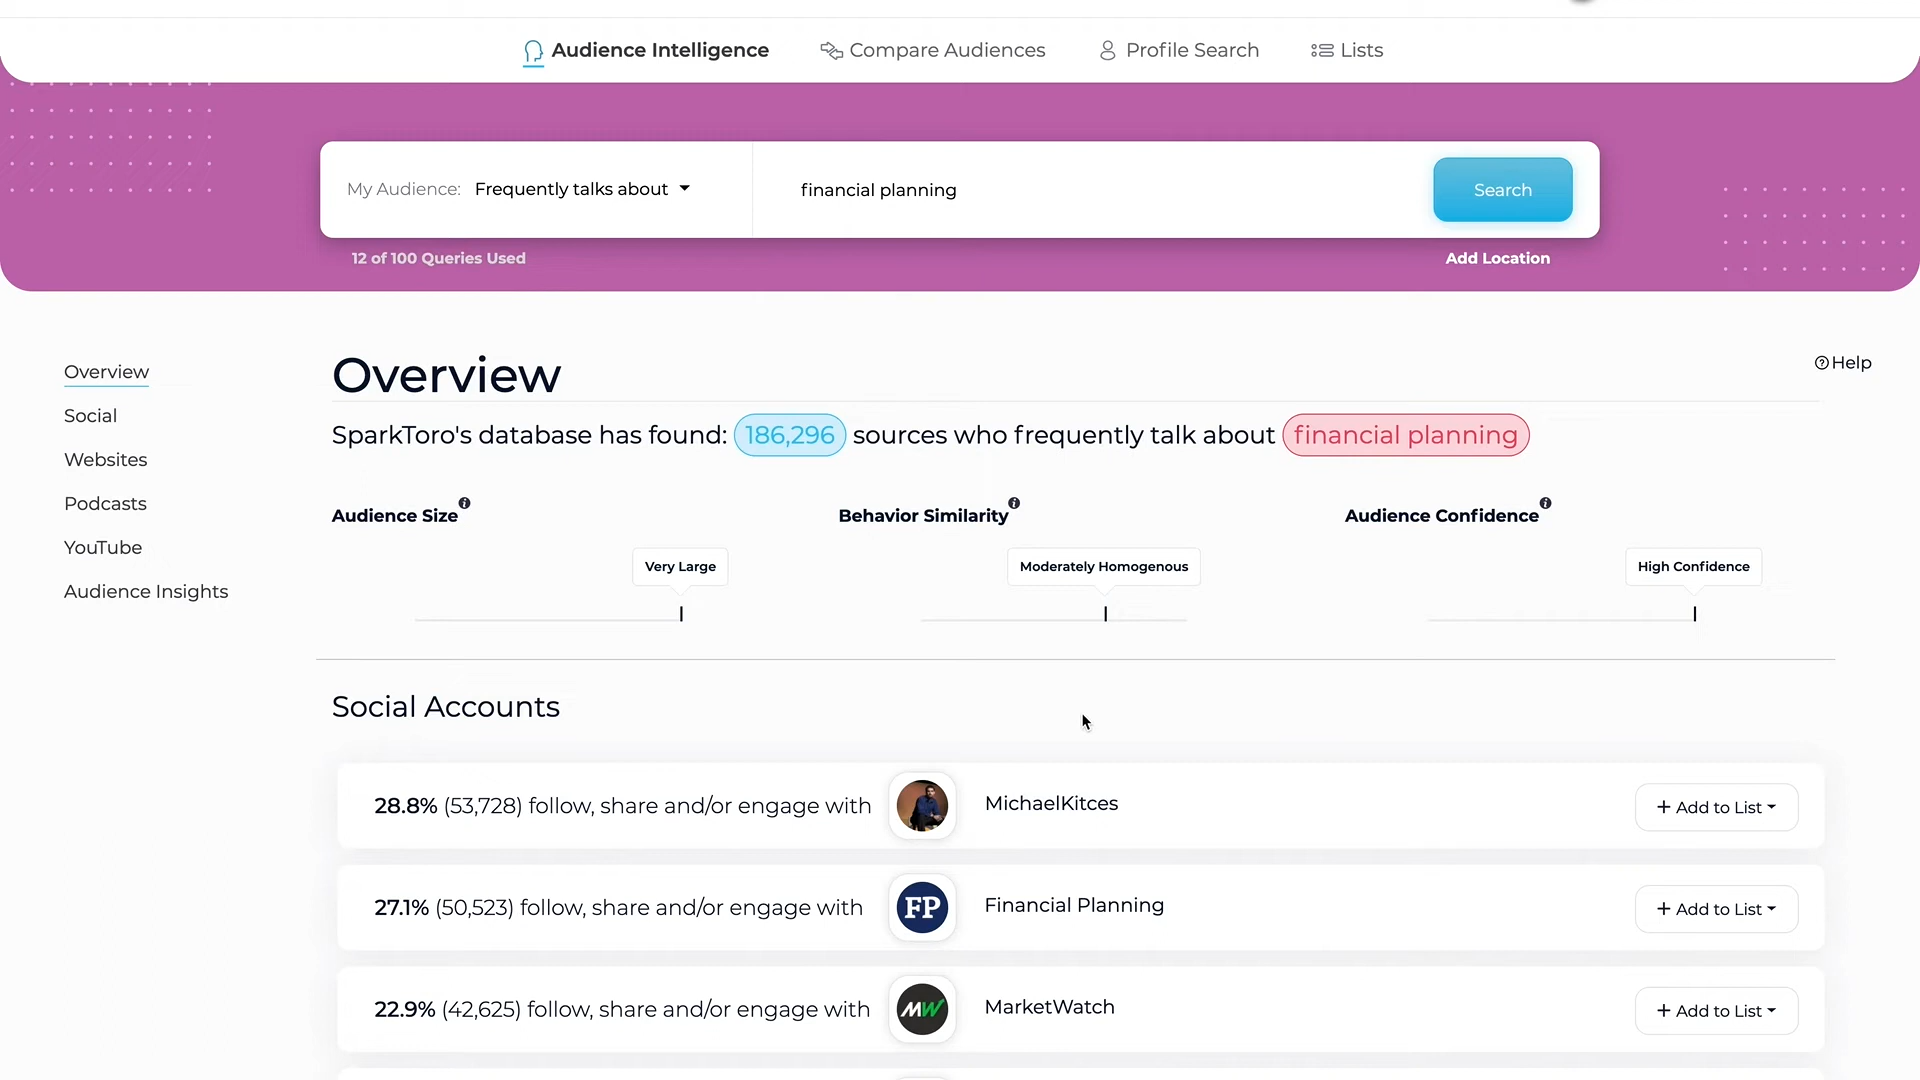 Audience Intelligence
Compare Audiences
Profile Search
Lists
My Audience: Frequently talks about
financial planning
Search
12 of 100 Queries Used
Add Location
Overview
Social
Websites
Podcasts
YouTube
Audience Insights
Overview
Help
SparkToro's database has found: 186,296 sources who frequently talk about financial planning
Audience Size
Behavior Similarity
Audience Confidence
Very Large
Moderately Homogenous
High Confidence
Social Accounts
28.8% (53,728) follow, share and/or engage with
MichaelKitces
+ Add to List
27.1% (50,523) follow, share and/or engage with
FP
Financial Planning
+ Add to List
22.9% (42,625) follow, share and/or engage with
MW
MarketWatch
+ Add to List